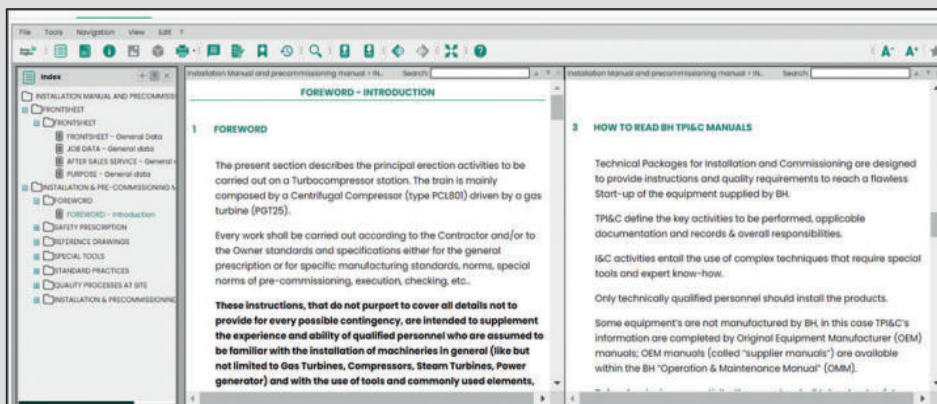 File Tools Navigation View Edit ?
A- A+
Index
INSTALLATION MANUAL AND PRECOMMISSI
FRONTSHEET
FRONTSHEET
FRONTSHEET - General Data
JOB DATA - General data
AFTER SALES SERVICE - General
PURPOSE - General data
INSTALLATION & PRE-COMMISSIONING M
FOREWORD
FOREWORD - Introduction
SAFETY PRESCRIPTION
REFERENCE DRAWINGS
SPECIAL TOOLS
STANDARD PRACTICES
QUALITY PROCESSES AT SITE
INSTALLATION & PRECOMMISSIONING
Installation Manual and precommissioning manual > IN.. Search:
FOREWORD - INTRODUCTION
1 FOREWORD
The present section describes the principal erection activities to be
carried out on a Turbocompressor station. The train is mainly
composed by a Centrifugal Compressor (type PCL801) driven by a gas
turbine (PGT25).
Every work shall be carried out according to the Contractor and/or to
the Owner standards and specifications either for the general
prescription or for specific manufacturing standards, norms, special
norms of pre-commissioning, execution, checking, etc..
These instructions, that do not purport to cover all details not to
provide for every possible contingency, are intended to supplement
the experience and ability of qualified personnel who are assumed to
be familiar with the installation of machineries in general (like but
not limited to Gas Turbines, Compressors, Steam Turbines, Power
generator) and with the use of tools and commonly used elements,
Installation Manual and precommissioning manual > IN.. Search:
3 HOW TO READ BH TPI&C MANUALS
Technical Packages for Installation and Commissioning are designed
to provide instructions and quality requirements to reach a flawless
Start-up of the equipment supplied by BH.
TPI&C define the key activities to be performed, applicable
documentation and records & overall responsibilities.
I&C activities entail the use of complex techniques that require special
tools and expert know-how.
Only technically qualified personnel should install the products.
Some equipment's are not manufactured by BH, in this case TPI&C's
information are completed by Original Equipment Manufacturer (OEM)
manuals; OEM manuals (called "supplier manuals") are available
within the BH "Operation & Maintenance Manual" (OMM).